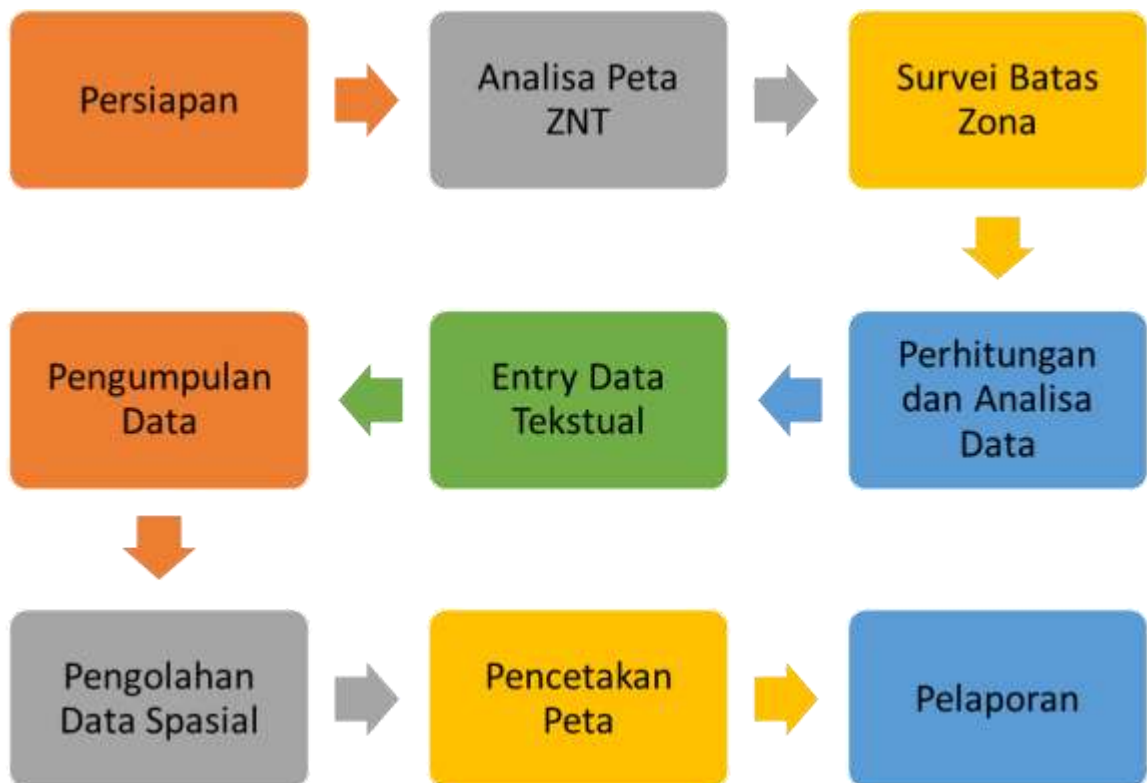 Persiapan
Analisa Peta
ZNT
Survei Batas
Zona
Perhitungan
dan Analisa
Data
Entry Data
Tekstual
Pengumpulan
Data
Pengolahan
Data Spasial
Pencetakan
Peta
Pelaporan